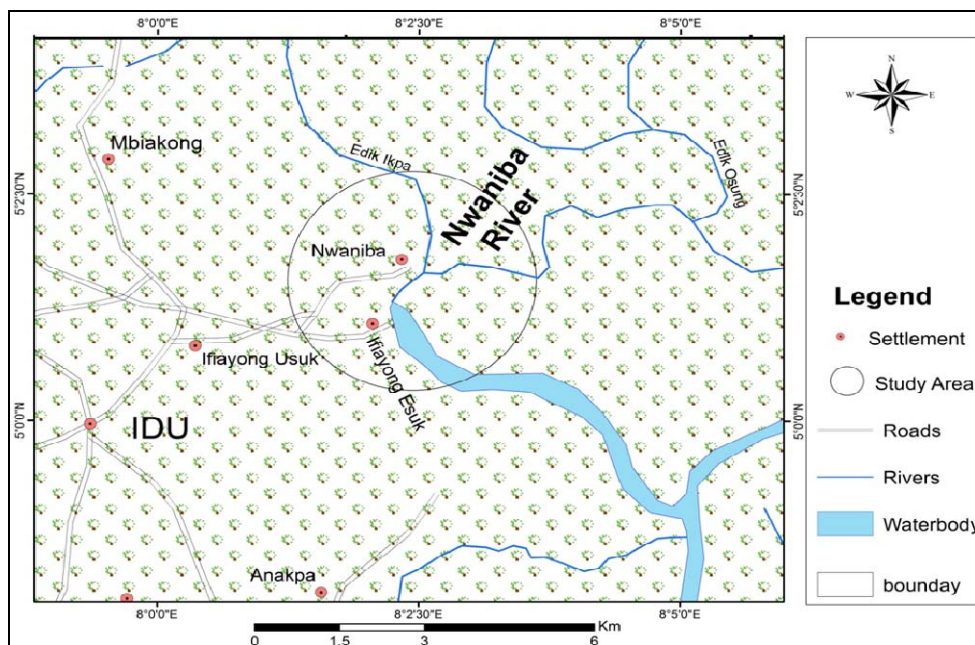 8°0'0"E
8°2'30"E
8°5'0"E
Mbiakong
Edik Ikpa
Nwaniba
River
Edik Osung
5°2'30"N
5°2'30"N
Nwaniba
Ifiayong Usuk
Ifiayong Esuk
IDU
5°0'0"N
5°0'0"N
Anakpa
8°0'0"E
8°2'30"E
8°5'0"E
Km
0 1.5 3 6
N
W E
S
Legend
Settlement
Study Area
Roads
Rivers
Waterbody
bounday